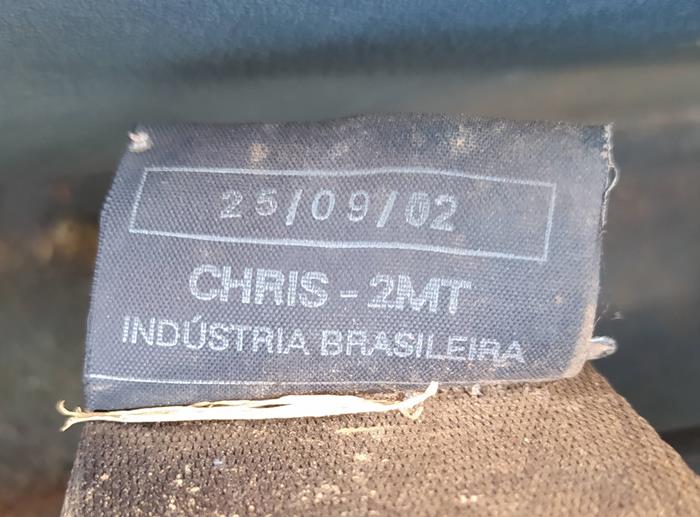 25/09/02
CHRIS - 2MT
INDÚSTRIA BRASILEIRA